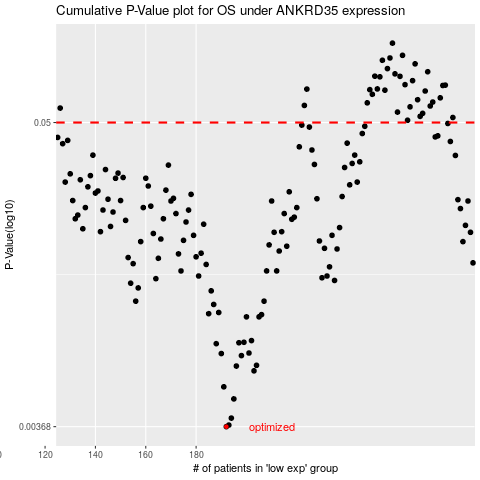 Cumulative P-Value plot for OS under ANKRD35 expression
P-Value(log10)
0.05
0.00368
optimized
0 120 140 160 180
# of patients in 'low exp' group